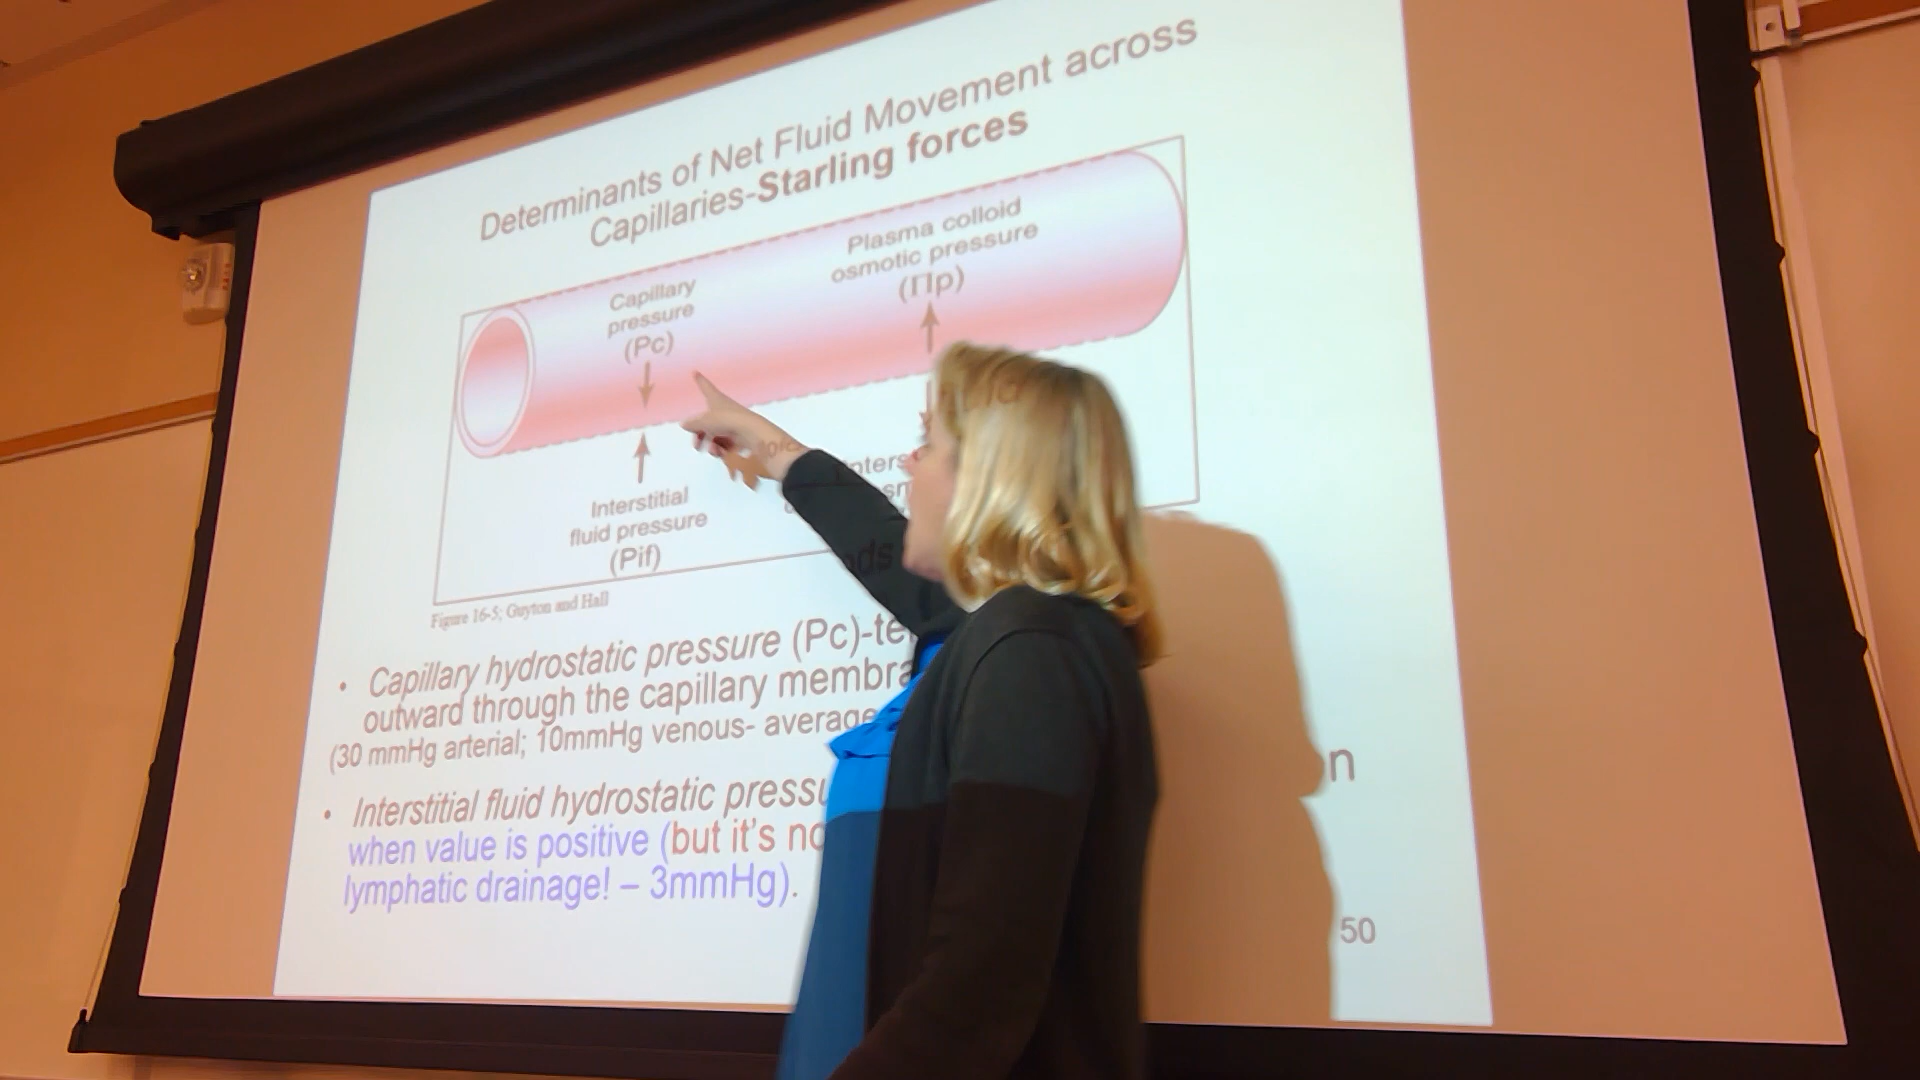 Determinants of Net Fluid Movement across
Capillaries-Starling forces
Capillary
pressure
(Pc)
Plasma colloid
osmotic pressure
(Πp)
Interstitial
fluid pressure
(Pif)
Figure 16-5; Guyton and Hall
• Capillary hydrostatic pressure (Pc)-te
outward through the capillary membra
(30 mmHg arterial; 10mmHg venous- average
• Interstitial fluid hydrostatic pressu
n
when value is positive (but it's no
lymphatic drainage! – 3mmHg).
50